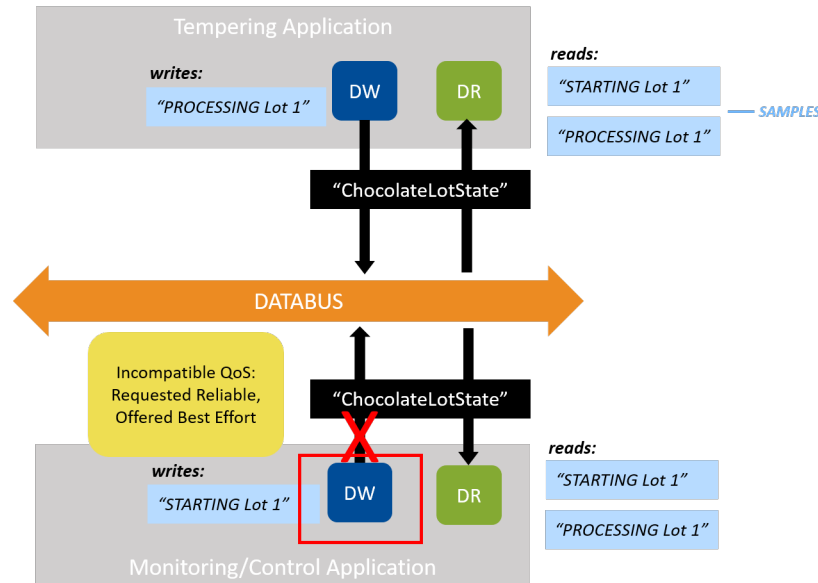 Tempering Application
writes:
“PROCESSING Lot 1”
DW
DR
reads:
“STARTING Lot 1”
“PROCESSING Lot 1”
SAMPLES
“ChocolateLotState”
DATABUS
Incompatible QoS:
Requested Reliable,
Offered Best Effort
“ChocolateLotState”
writes:
“STARTING Lot 1”
DW
DR
reads:
“STARTING Lot 1”
“PROCESSING Lot 1”
Monitoring/Control Application